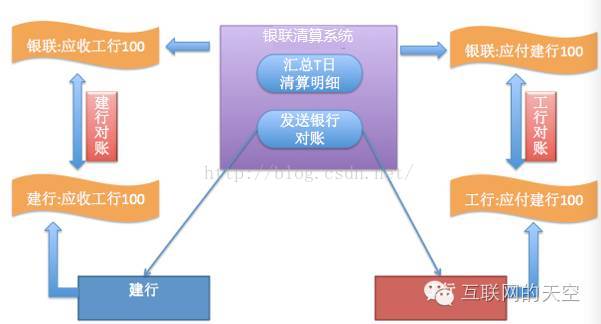 银联清算系统
银联:应收工行100
汇总T日
清算明细
银联:应付建行100
发送银行
对账
建行对账
工行对账
http://blog.csdn.net/
建行:应收工行100
工行:应付建行100
建行
行
互联网的天空